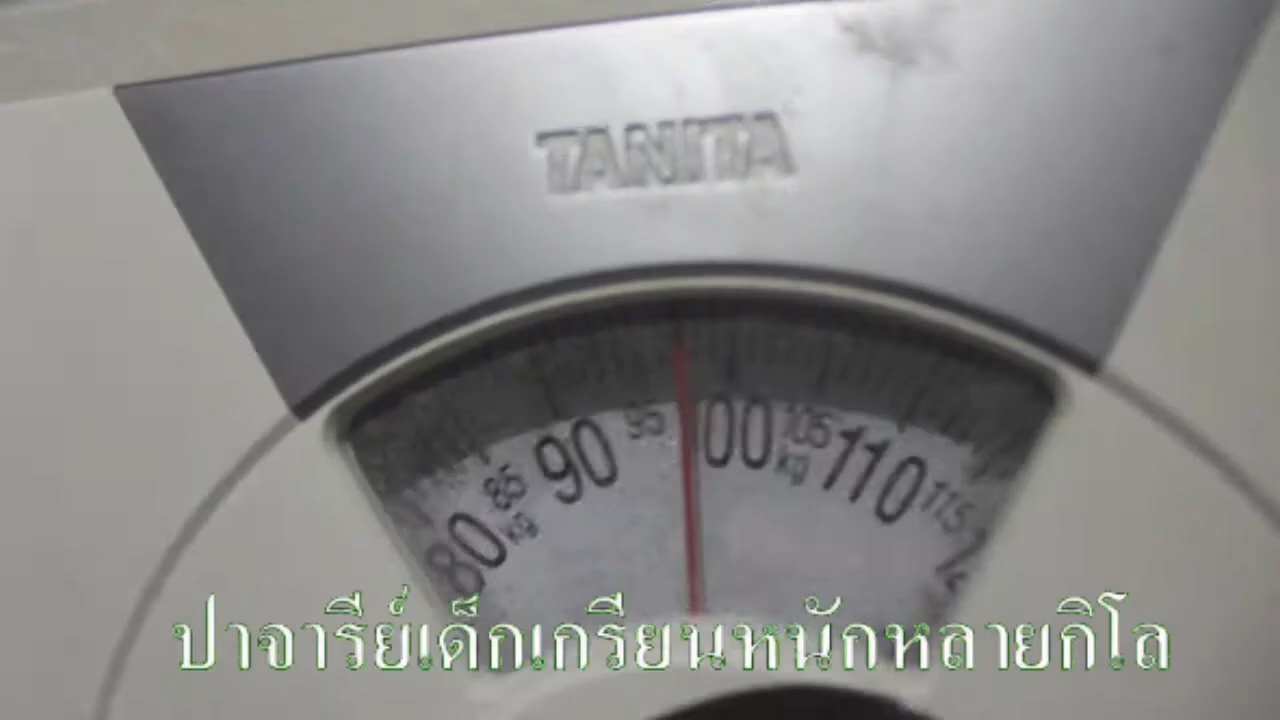 TANITA
80 85 kg 90 95 100 105 kg 110 115
ปาจารีย์เด็กเกรียนหนักหลายกิโล